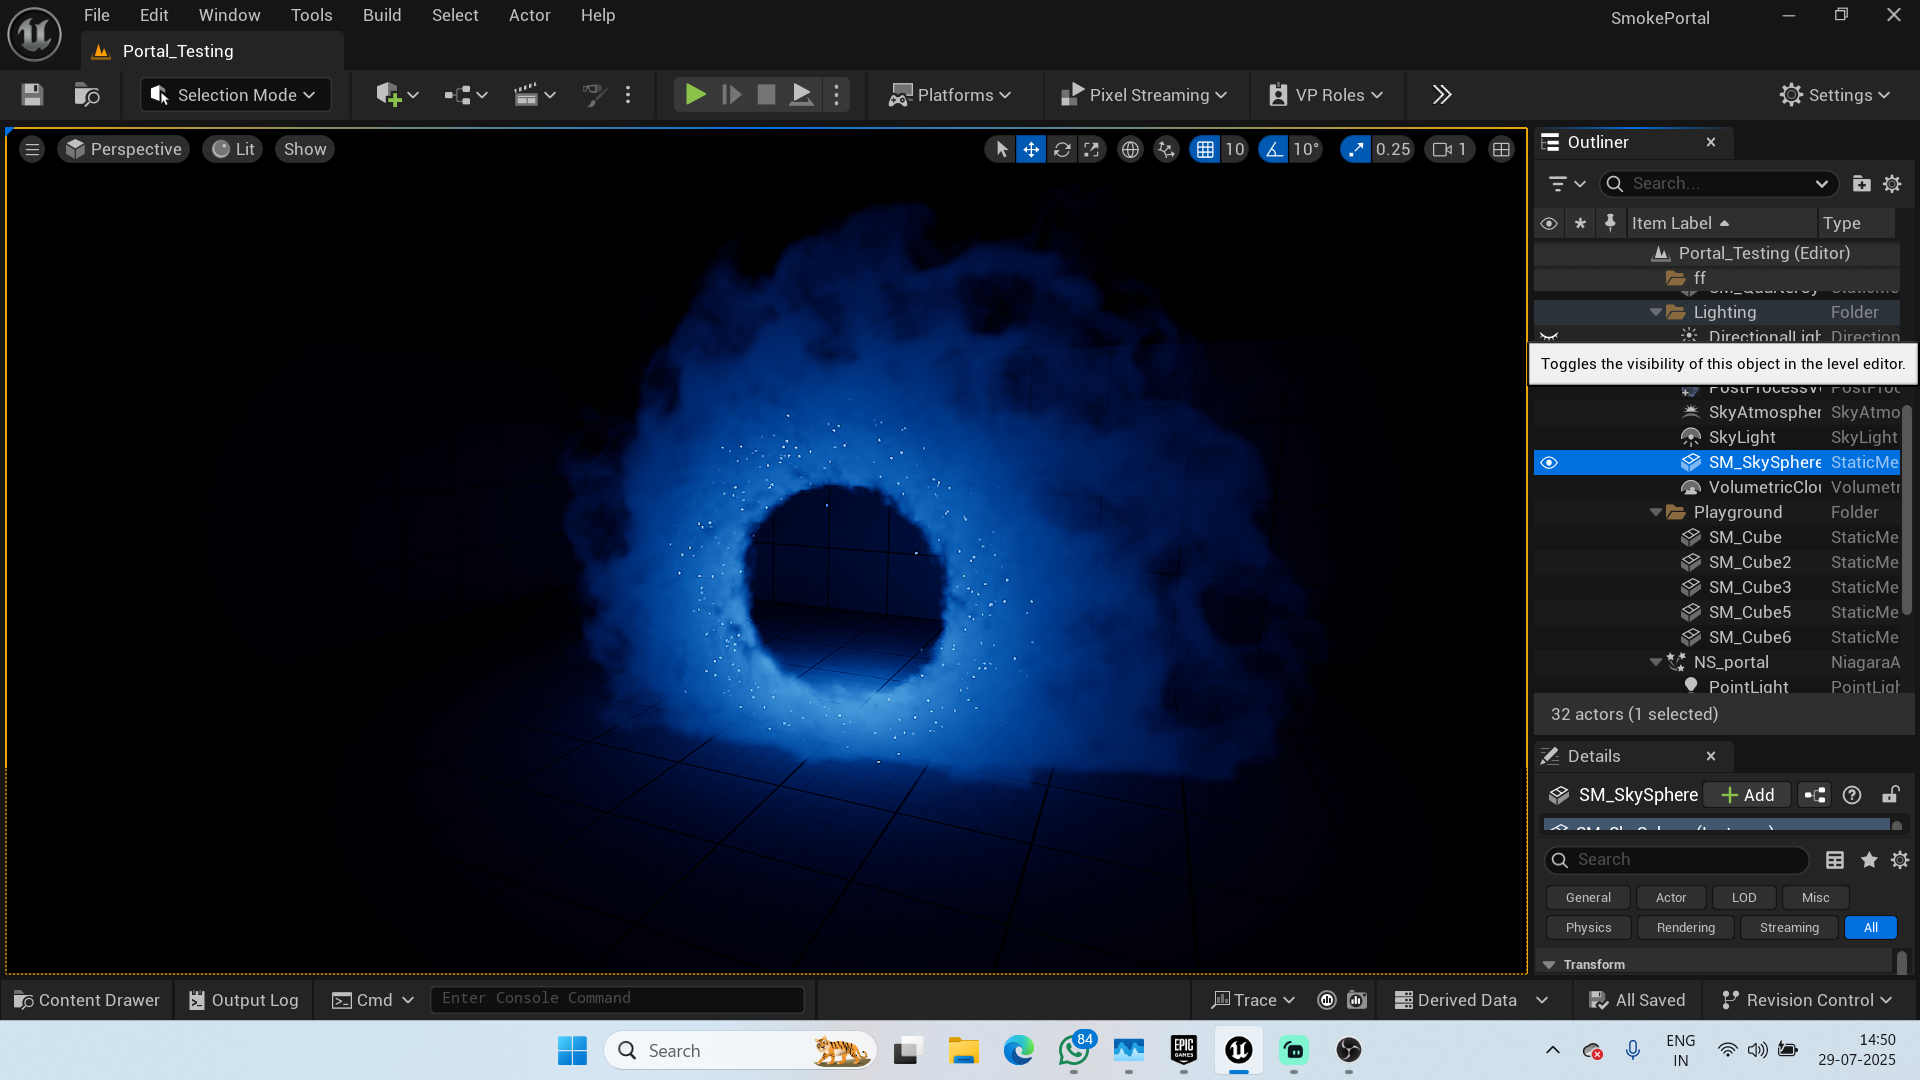 File Edit Window Tools Build Select Actor Help
SmokePortal
Portal_Testing
Selection Mode
Platforms
Pixel Streaming
VP Roles
Settings
Perspective
Lit
Show
10
10°
0.25
1
Outliner
Search...
Item Label
Type
Portal_Testing (Editor)
ff
Lighting Folder
Toggles the visibility of this object in the level editor.
SkyAtmospher SkyAtmo
SkyLight SkyLight
SM_SkySphere StaticMe
VolumetricClou Volumetr
Playground Folder
SM_Cube StaticMe
SM_Cube2 StaticMe
SM_Cube3 StaticMe
SM_Cube5 StaticMe
SM_Cube6 StaticMe
NS_portal NiagaraA
PointLight PointLigh
32 actors (1 selected)
Details
SM_SkySphere
Add
Search
General Actor LOD Misc
Physics Rendering Streaming All
Transform
Content Drawer
Output Log
Cmd
Enter Console Command
Trace
Derived Data
All Saved
Revision Control
Search
84
EPIC
GAMES
ENG
IN
14:50
29-07-2025